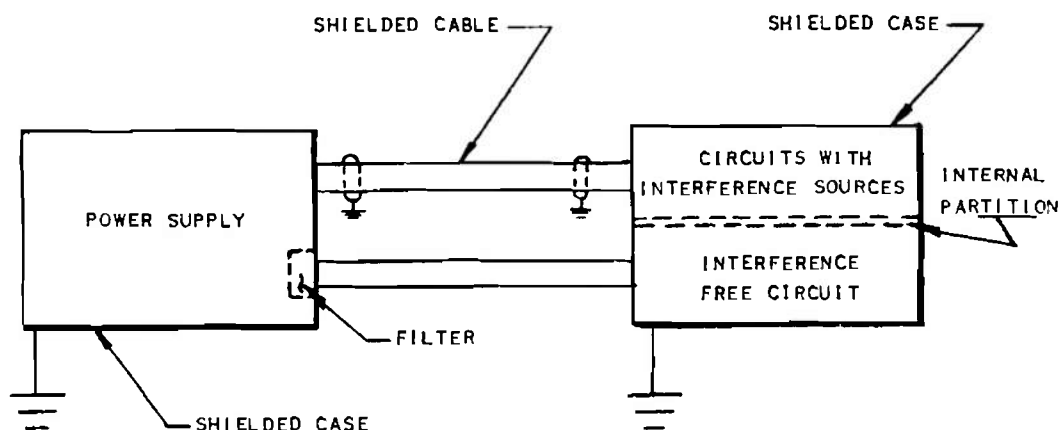 SHIELDED CABLE
SHIELDED CASE
CIRCUITS WITH
INTERFERENCE SOURCES
INTERNAL
PARTITION
POWER SUPPLY
INTERFERENCE
FREE CIRCUIT
FILTER
SHIELDED CASE